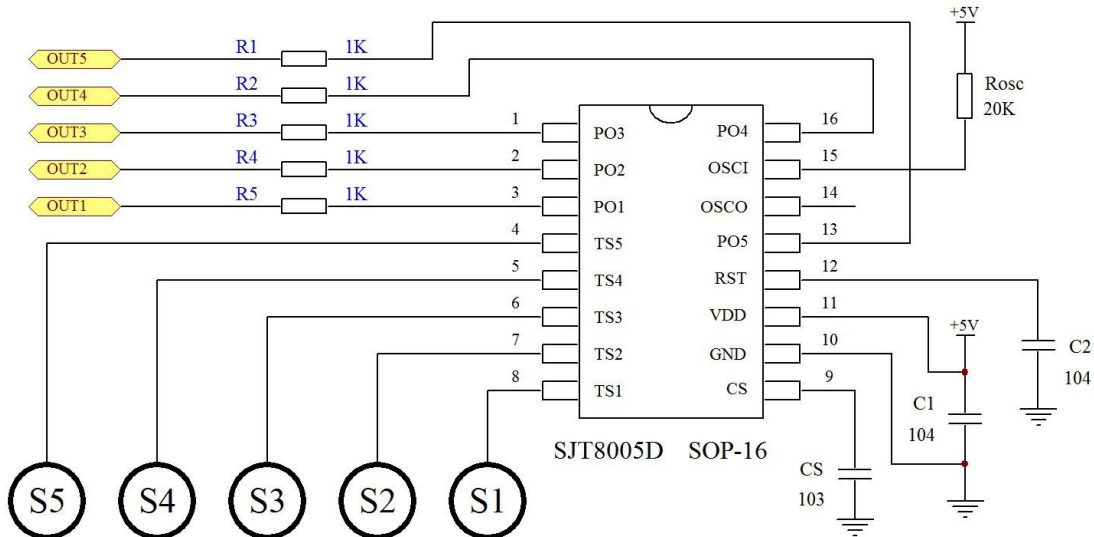 +5V
R1 1K
OUT5
R2 1K
OUT4
Rosc
20K
R3 1K
OUT3
1 PO3 PO4 16
R4 1K
OUT2
2 PO2 OSCI 15
R5 1K
OUT1
3 PO1 OSCO 14
4 TS5 PO5 13
5 TS4 RST 12
6 TS3 VDD 11
+5V
7 TS2 GND 10
C2
104
8 TS1 CS 9
C1
104
SJT8005D SOP-16
CS
103
S5 S4 S3 S2 S1